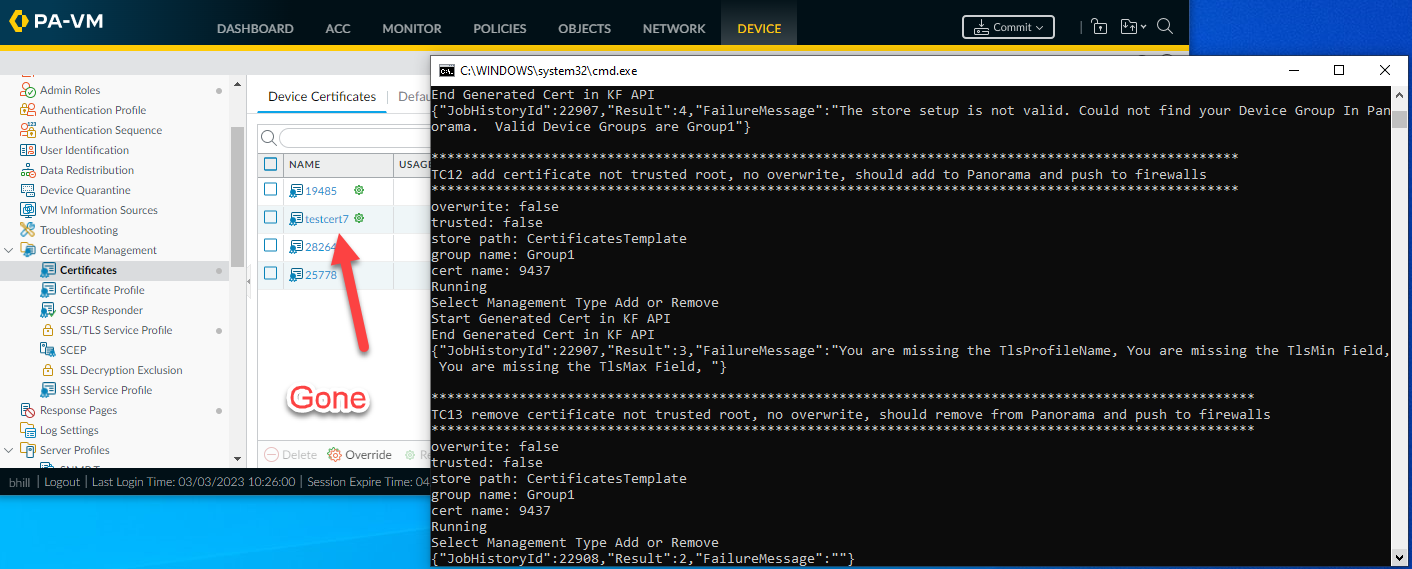 PA-VM
DASHBOARD
ACC
MONITOR
POLICIES
OBJECTS
NETWORK
DEVICE
Commit
Admin Roles
Authentication Profile
Authentication Sequence
User Identification
Data Redistribution
Device Quarantine
VM Information Sources
Troubleshooting
Certificate Management
Certificates
Certificate Profile
OCSP Responder
SSL/TLS Service Profile
SCEP
SSL Decryption Exclusion
SSH Service Profile
Response Pages
Log Settings
Server Profiles
Device Certificates
Defau
NAME
USAGE
19485
testcert7
28264
25778
Gone
Delete
Override
Re
bhill | Logout | Last Login Time: 03/03/2023 10:26:00 | Session Expire Time: 04
C:\WINDOWS\system32\cmd.exe
End Generated Cert in KF API
{"JobHistoryId":22907,"Result":4,"FailureMessage":"The store setup is not valid. Could not find your Device Group In Pan
orama.  Valid Device Groups are Group1"}
*****************************************************************************************************
TC12 add certificate not trusted root, no overwrite, should add to Panorama and push to firewalls
*****************************************************************************************************
overwrite: false
trusted: false
store path: CertificatesTemplate
group name: Group1
cert name: 9437
Running
Select Management Type Add or Remove
Start Generated Cert in KF API
End Generated Cert in KF API
{"JobHistoryId":22907,"Result":3,"FailureMessage":"You are missing the TlsProfileName, You are missing the TlsMin Field,
 You are missing the TlsMax Field, "}
*******************************************************************************************************
TC13 remove certificate not trusted root, no overwrite, should remove from Panorama and push to firewalls
*******************************************************************************************************
overwrite: false
trusted: false
store path: CertificatesTemplate
group name: Group1
cert name: 9437
Running
Select Management Type Add or Remove
{"JobHistoryId":22908,"Result":2,"FailureMessage":""}